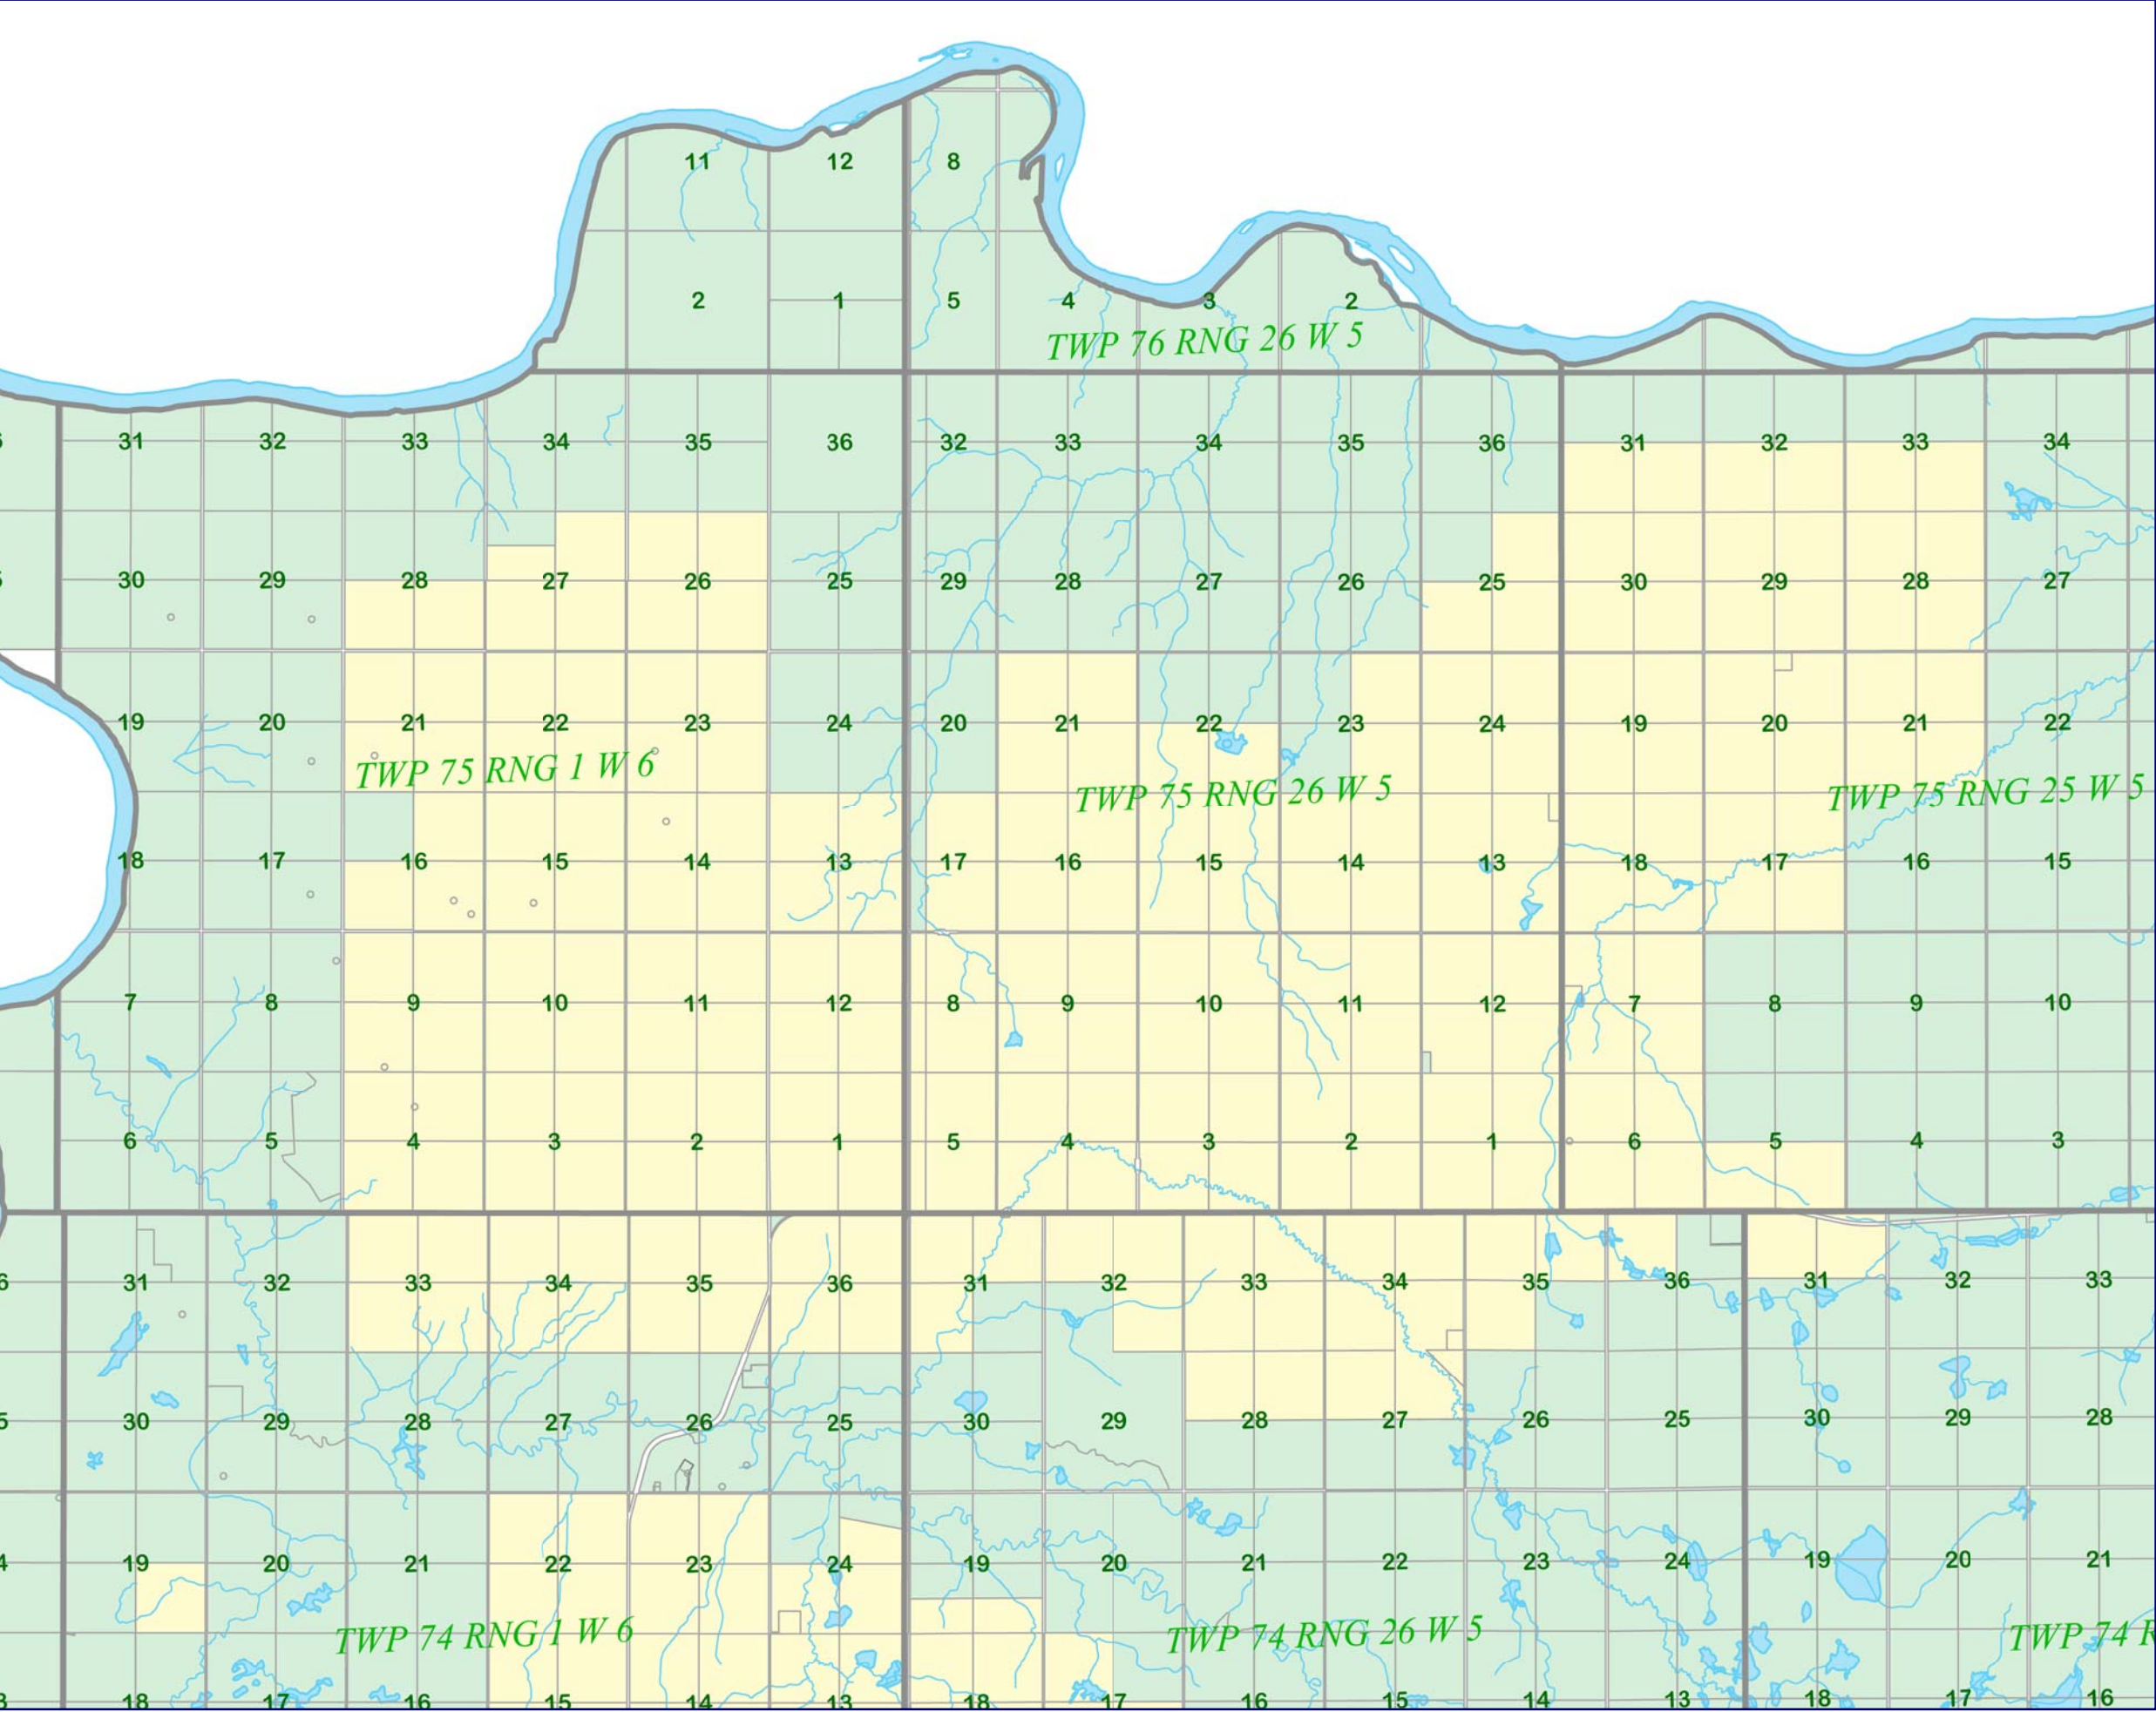 11 12 8
2 1 5 4 3 2
TWP 76 RNG 26 W 5
31 32 33 34 35 36 32 33 34 35 36 31 32 33 34
30 29 28 27 26 25 29 28 27 26 25 30 29 28 27
19 20 21 22 23 24 20 21 22 23 24 19 20 21 22
TWP 75 RNG 1 W 6 TWP 75 RNG 26 W 5 TWP 75 RNG 25 W 5
18 17 16 15 14 13 17 16 15 14 13 18 17 16 15
7 8 9 10 11 12 8 9 10 11 12 7 8 9 10
6 5 4 3 2 1 5 4 3 2 1 6 5 4 3
6 31 32 33 34 35 36 31 32 33 34 35 36 31 32 33
5 30 29 28 27 26 25 30 29 28 27 26 25 30 29 28
4 19 20 21 22 23 24 19 20 21 22 23 24 19 20 21
TWP 74 RNG 1 W 6 TWP 74 RNG 26 W 5 TWP 74 R
18 17 16 15 14 13 18 17 16 15 14 13 18 17 16